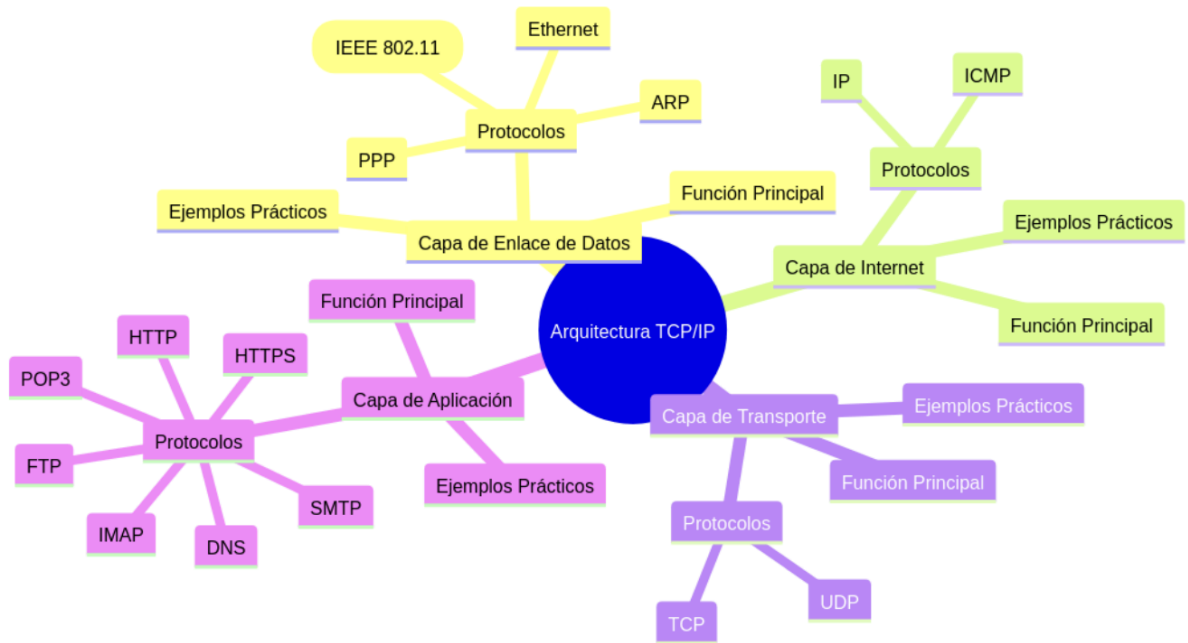 Arquitectura TCP/IP
Capa de Enlace de Datos
Protocolos
IEEE 802.11
Ethernet
ARP
PPP
Ejemplos Prácticos
Función Principal
Capa de Internet
Protocolos
IP
ICMP
Ejemplos Prácticos
Función Principal
Capa de Transporte
Ejemplos Prácticos
Función Principal
Protocolos
TCP
UDP
Capa de Aplicación
Función Principal
Ejemplos Prácticos
Protocolos
HTTP
HTTPS
POP3
FTP
IMAP
DNS
SMTP